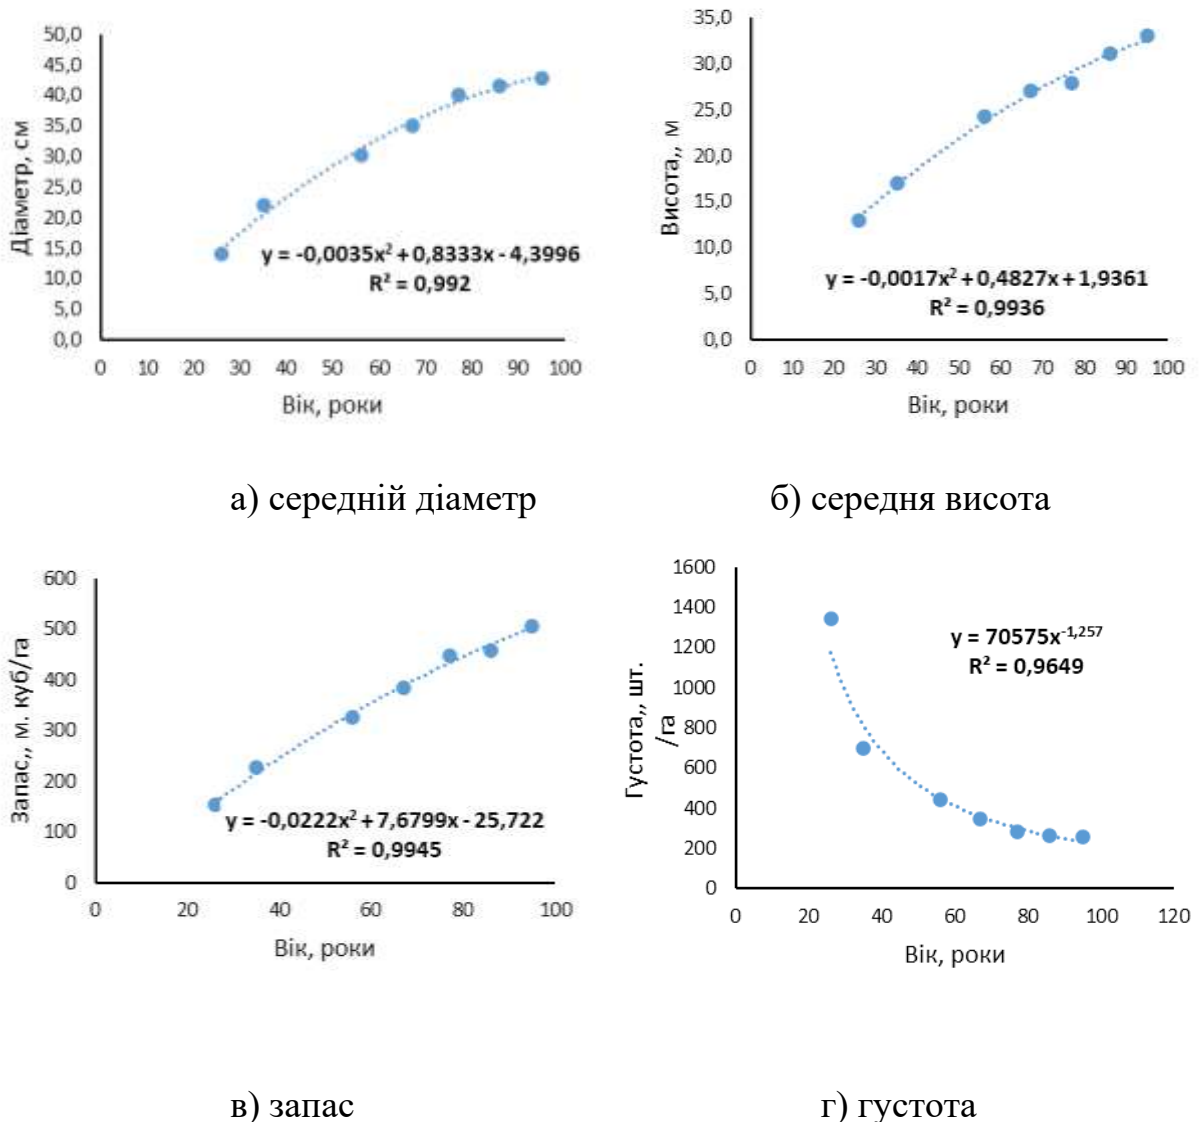 50,0
45,0
40,0
35,0
30,0
25,0
20,0
15,0
10,0
5,0
0,0
Діаметр, см
y = -0,0035x² + 0,8333x - 4,3996
R² = 0,992
0 10 20 30 40 50 60 70 80 90 100
Вік, роки
35,0
30,0
25,0
20,0
15,0
10,0
5,0
0,0
Висота,, м
y = -0,0017x² + 0,4827x + 1,9361
R² = 0,9936
0 10 20 30 40 50 60 70 80 90 100
Вік, роки
а) середній діаметр
б) середня висота
600
500
400
300
200
100
0
Запас,, м. куб/га
y = -0,0222x² + 7,6799x - 25,722
R² = 0,9945
0 20 40 60 80 100
Вік, роки
1600
1400
1200
1000
800
600
400
200
0
Густота,, шт.
/га
y = 70575x⁻¹,²⁵⁷
R² = 0,9649
0 20 40 60 80 100 120
Вік, роки
в) запас
г) густота